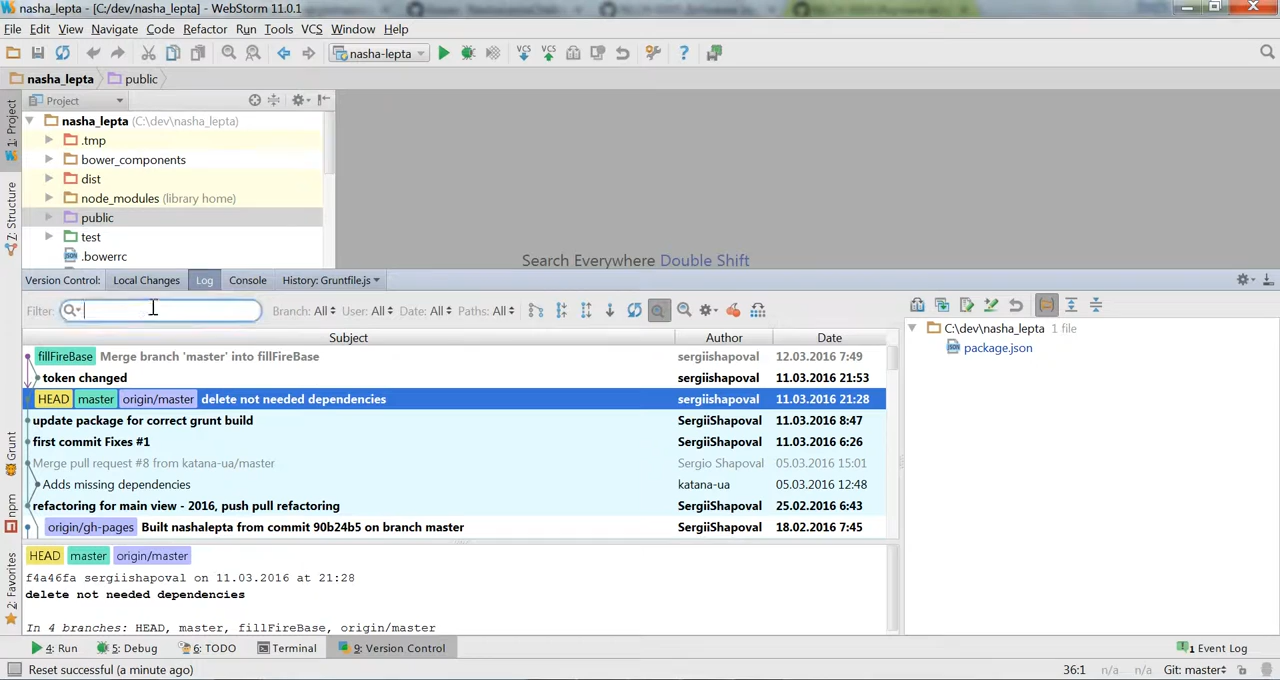 nasha_lepta - [C:/dev/nasha_lepta] - WebStorm 11.0.1
File Edit View Navigate Code Refactor Run Tools VCS Window Help
nasha-lepta VCS VCS ?
nasha_lepta public
1: Project
Z: Structure
Grunt
npm
2: Favorites
Project
nasha_lepta (C:\dev\nasha_lepta)
.tmp
bower_components
dist
node_modules (library home)
public
test
.bowerrc
Search Everywhere Double Shift
Version Control: Local Changes Log Console History: Gruntfile.js
Filter: Branch: All User: All Date: All Paths: All
Subject Author Date
fillFireBase Merge branch 'master' into fillFireBase sergiishapoval 12.03.2016 7:49
token changed sergiishapoval 11.03.2016 21:53
HEAD master origin/master delete not needed dependencies sergiishapoval 11.03.2016 21:28
update package for correct grunt build SergiiShapoval 11.03.2016 8:47
first commit Fixes #1 SergiiShapoval 11.03.2016 6:26
Merge pull request #8 from katana-ua/master Sergio Shapoval 05.03.2016 15:01
Adds missing dependencies katana-ua 05.03.2016 12:48
refactoring for main view - 2016, push pull refactoring SergiiShapoval 25.02.2016 6:43
origin/gh-pages Built nashalepta from commit 90b24b5 on branch master SergiiShapoval 18.02.2016 7:45
HEAD master origin/master
f4a46fa sergiishapoval on 11.03.2016 at 21:28
delete not needed dependencies
In 4 branches: HEAD, master, fillFireBase, origin/master
C:\dev\nasha_lepta 1 file
package.json
4: Run 5: Debug 6: TODO Terminal 9: Version Control 1 Event Log
Reset successful (a minute ago) 36:1 n/a n/a Git: master